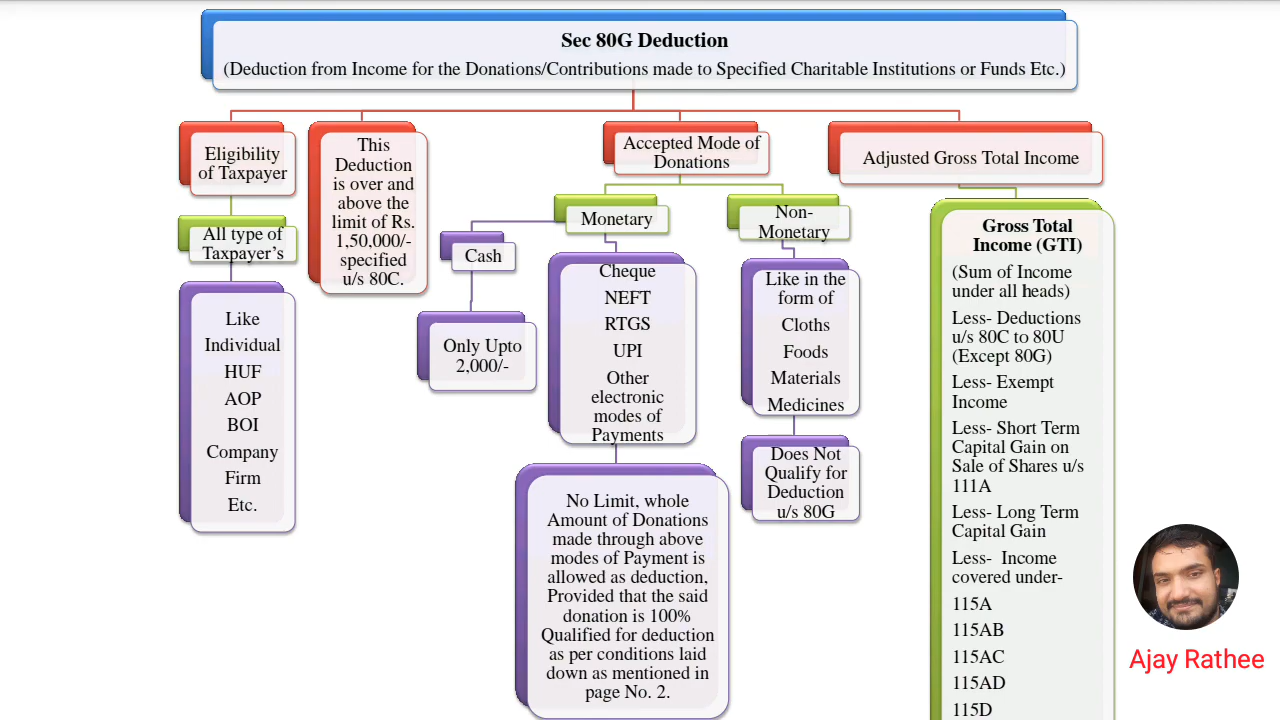 Sec 80G Deduction
(Deduction from Income for the Donations/Contributions made to Specified Charitable Institutions or Funds Etc.)
Eligibility
of Taxpayer
All type of
Taxpayer's
Like
Individual
HUF
AOP
BOI
Company
Firm
Etc.
This
Deduction
is over and
above the
limit of Rs.
1,50,000/-
specified
u/s 80C.
Accepted Mode of
Donations
Monetary
Cash
Only Upto
2,000/-
Cheque
NEFT
RTGS
UPI
Other
electronic
modes of
Payments
No Limit, whole
Amount of Donations
made through above
modes of Payment is
allowed as deduction,
Provided that the said
donation is 100%
Qualified for deduction
as per conditions laid
down as mentioned in
page No. 2.
Non-
Monetary
Like in the
form of
Cloths
Foods
Materials
Medicines
Does Not
Qualify for
Deduction
u/s 80G
Adjusted Gross Total Income
Gross Total
Income (GTI)
(Sum of Income
under all heads)
Less- Deductions
u/s 80C to 80U
(Except 80G)
Less- Exempt
Income
Less- Short Term
Capital Gain on
Sale of Shares u/s
111A
Less- Long Term
Capital Gain
Less- Income
covered under-
115A
115AB
115AC
115AD
115D
Ajay Rathee